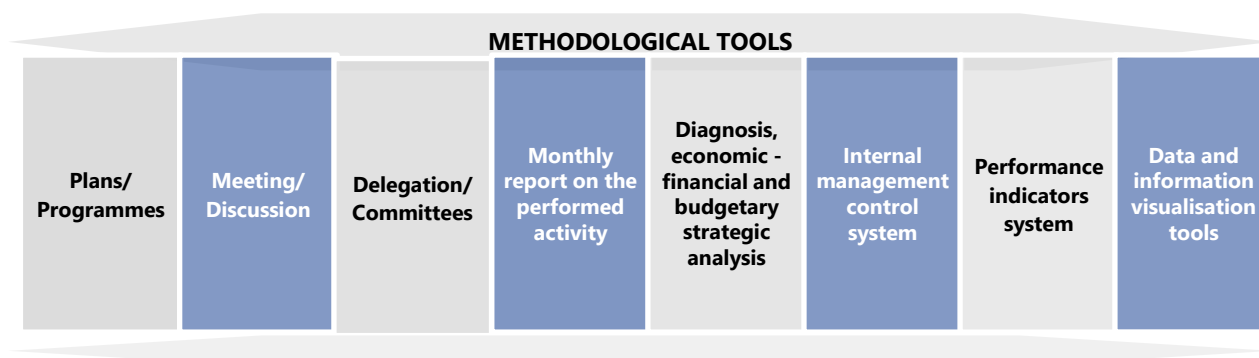 METHODOLOGICAL TOOLS
Plans/
Programmes
Meeting/
Discussion
Delegation/
Committees
Monthly
report on the
performed
activity
Diagnosis,
economic -
financial and
budgetary
strategic
analysis
Internal
management
control
system
Performance
indicators
system
Data and
information
visualisation
tools